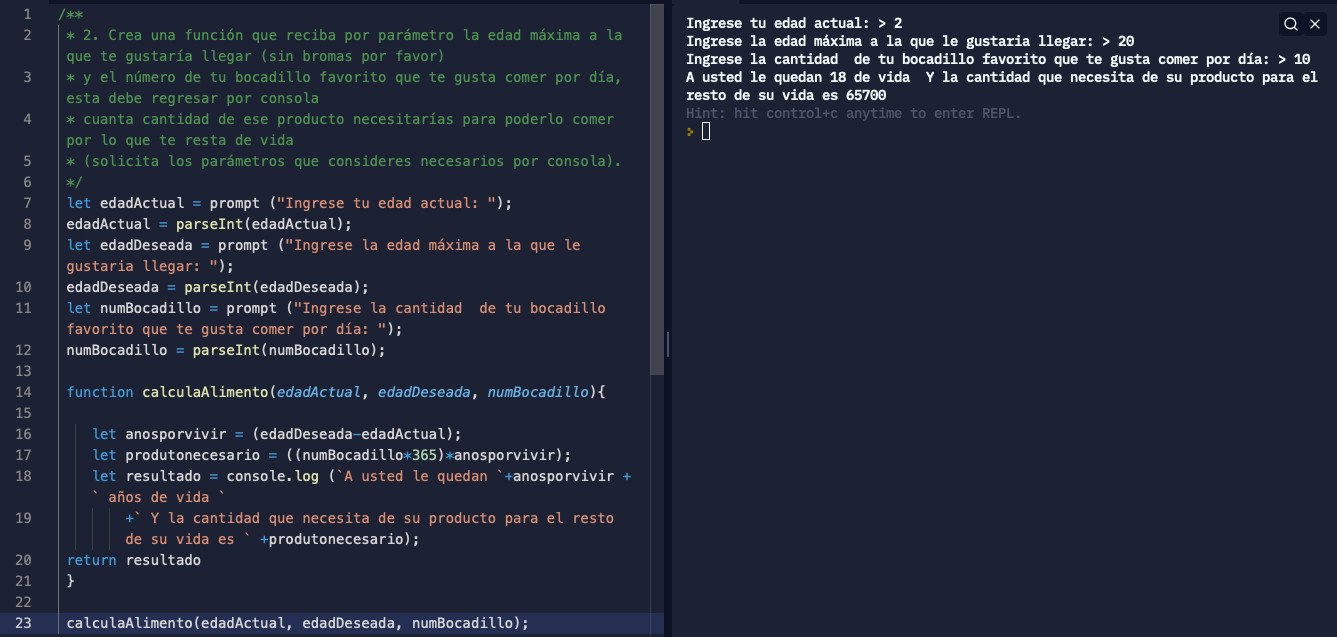 1 /**
2 * 2. Crea una función que reciba por parámetro la edad máxima a la
que te gustaría llegar (sin bromas por favor)
3 * y el número de tu bocadillo favorito que te gusta comer por día,
esta debe regresar por consola
4 * cuanta cantidad de ese producto necesitarías para poderlo comer
por lo que te resta de vida
5 * (solicita los parámetros que consideres necesarios por consola).
6 */
7 let edadActual = prompt ("Ingrese tu edad actual: ");
8 edadActual = parseInt(edadActual);
9 let edadDeseada = prompt ("Ingrese la edad máxima a la que le
gustaria llegar: ");
10 edadDeseada = parseInt(edadDeseada);
11 let numBocadillo = prompt ("Ingrese la cantidad  de tu bocadillo
favorito que te gusta comer por día: ");
12 numBocadillo = parseInt(numBocadillo);
13
14 function calculaAlimento(edadActual, edadDeseada, numBocadillo){
15
16 let anosporvivir = (edadDeseada-edadActual);
17 let produtonecesario = ((numBocadillo*365)*anosporvivir);
18 let resultado = console.log (`A usted le quedan `+anosporvivir +
` años de vida `
19 +` Y la cantidad que necesita de su producto para el resto
de su vida es ` +produtonecesario);
20 return resultado
21 }
22
23 calculaAlimento(edadActual, edadDeseada, numBocadillo);
Ingrese tu edad actual: > 2
Ingrese la edad máxima a la que le gustaria llegar: > 20
Ingrese la cantidad  de tu bocadillo favorito que te gusta comer por día: > 10
A usted le quedan 18 de vida  Y la cantidad que necesita de su producto para el
resto de su vida es 65700
Hint: hit control+c anytime to enter REPL.
>